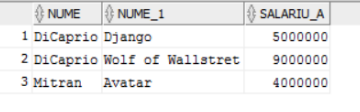 NUME NUME_1 SALARIU_A
1 DiCaprio Django 5000000
2 DiCaprio Wolf of Wallstret 9000000
3 Mitran Avatar 4000000